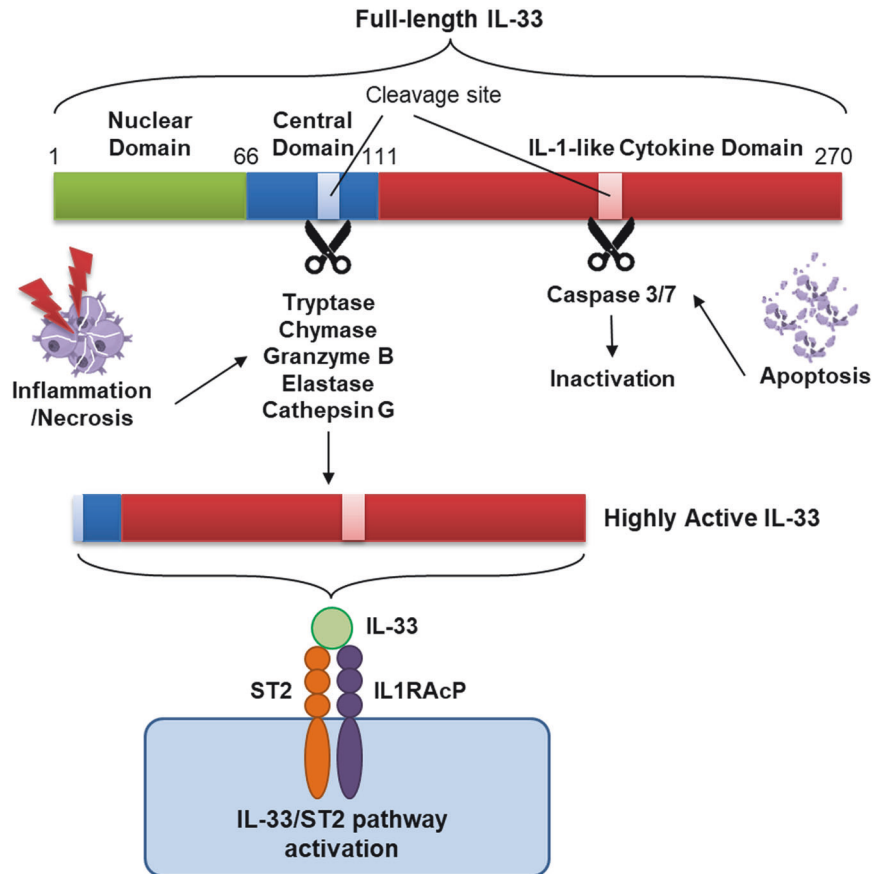 Full-length IL-33
Cleavage site
Nuclear
Domain
Central
Domain
IL-1-like Cytokine Domain
1
66
111
270
Tryptase
Chymase
Granzyme B
Elastase
Cathepsin G
Caspase 3/7
Inactivation
Inflammation
/Necrosis
Apoptosis
Highly Active IL-33
IL-33
ST2
IL1RAcP
IL-33/ST2 pathway
activation